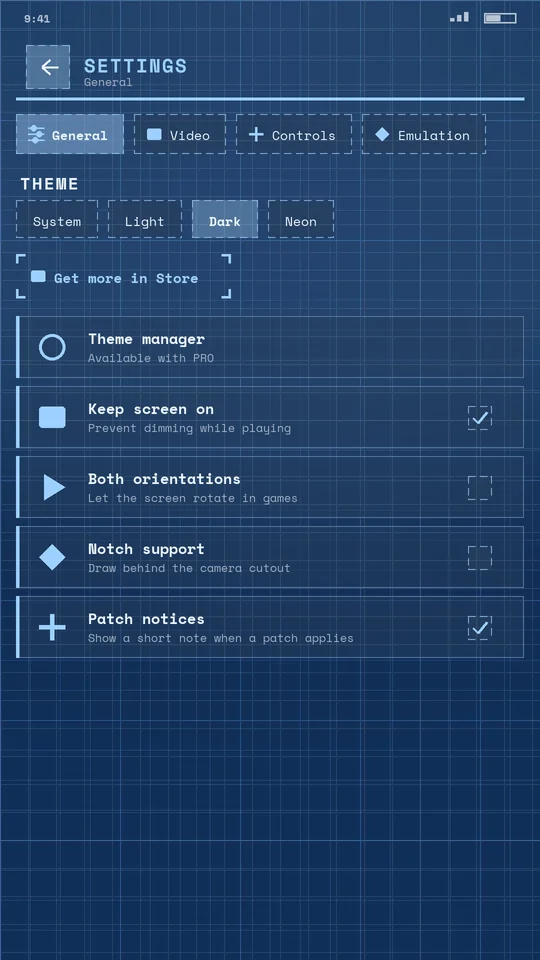 9:41
SETTINGS
General
General
Video
Controls
Emulation
THEME
System
Light
Dark
Neon
Get more in Store
Theme manager
Available with PRO
Keep screen on
Prevent dimming while playing
Both orientations
Let the screen rotate in games
Notch support
Draw behind the camera cutout
Patch notices
Show a short note when a patch applies